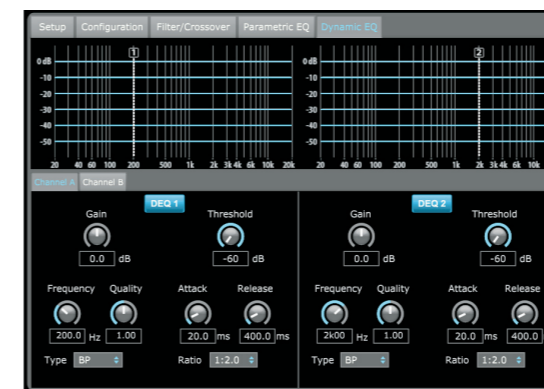 Setup Configuration Filter/Crossover Parametric EQ Dynamic EQ
1 2
0 dB 0 dB
-10 -10
-20 -20
-30 -30
-40 -40
-50 -50
20 40 60 100 200 500 1k 2k 3k 4k 6k 10k 20k 20 40 60 100 200 500 1k 2k 3k 4k 6k 10k
Channel A Channel B
DEQ 1 DEQ 2
Gain Threshold Gain Threshold
0.0 dB -60 dB 0.0 dB -60 dB
Frequency Quality Attack Release Frequency Quality Attack Release
200.0 Hz 1.00 20.0 ms 400.0 ms 2k00 Hz 1.00 20.0 ms 400.0
Type BP Ratio 1:2.0 Type BP Ratio 1:2.0